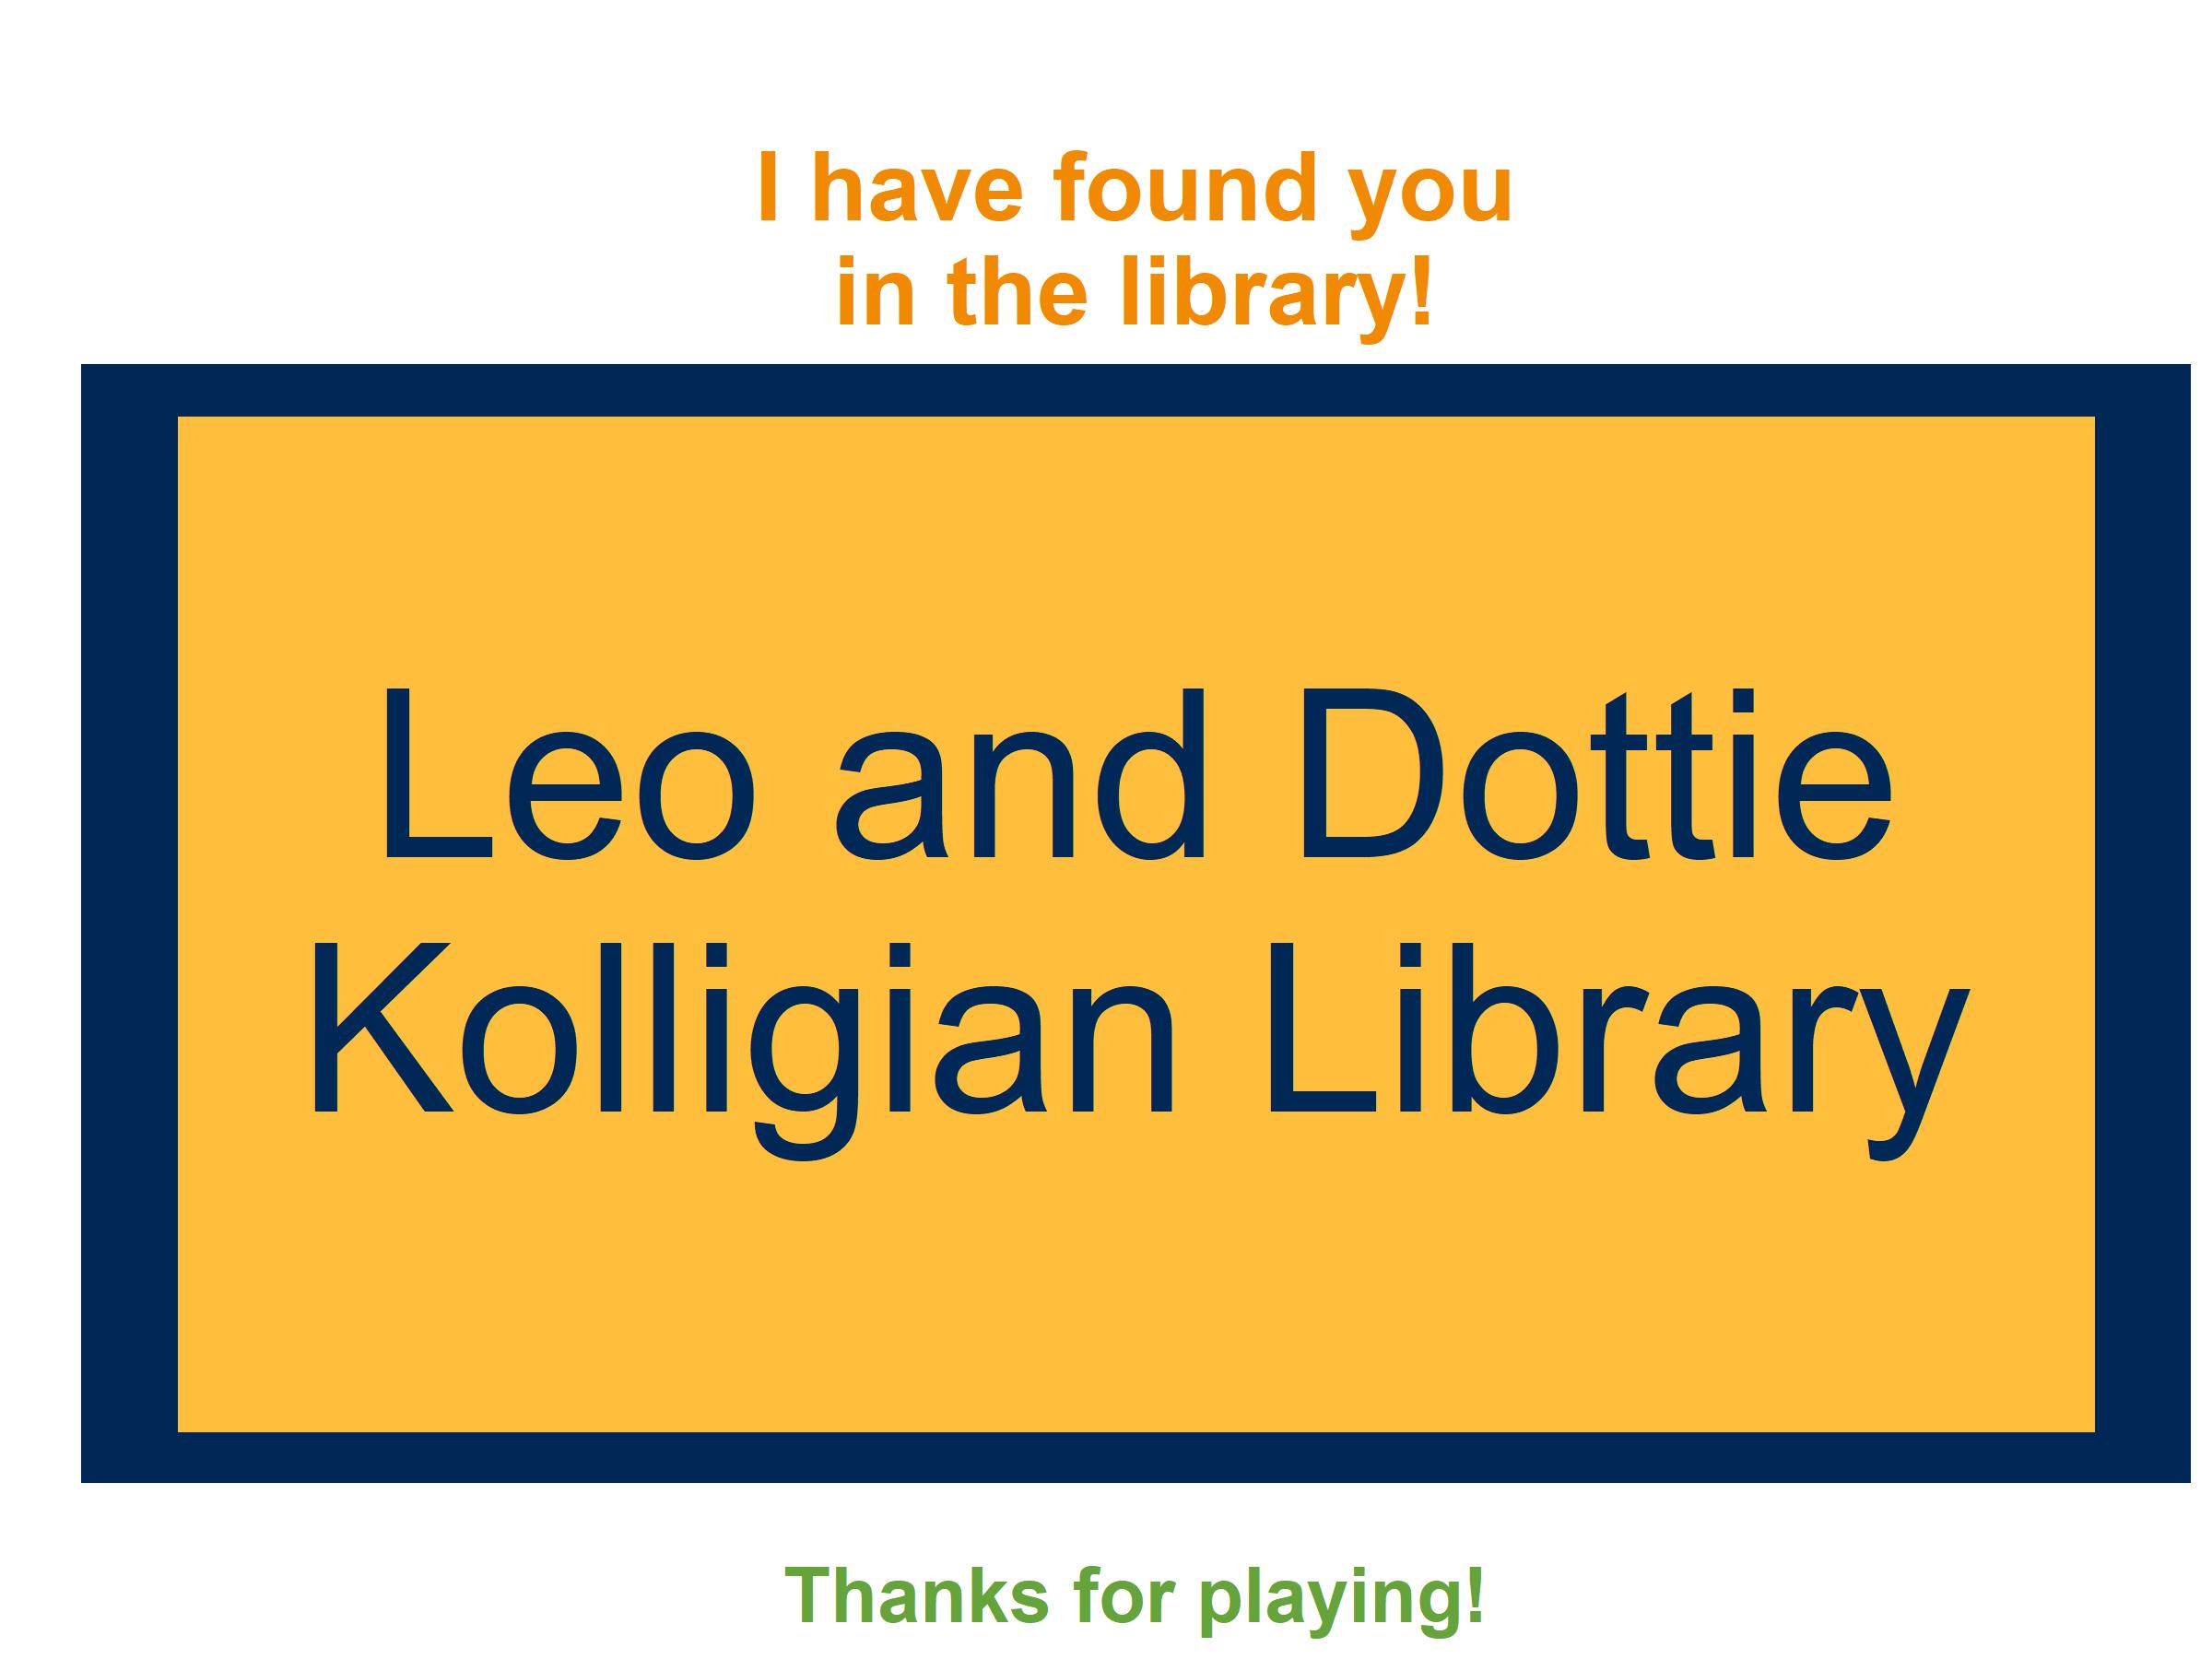 I have found you
in the library!
Leo and Dottie
Kolligian Library
Thanks for playing!